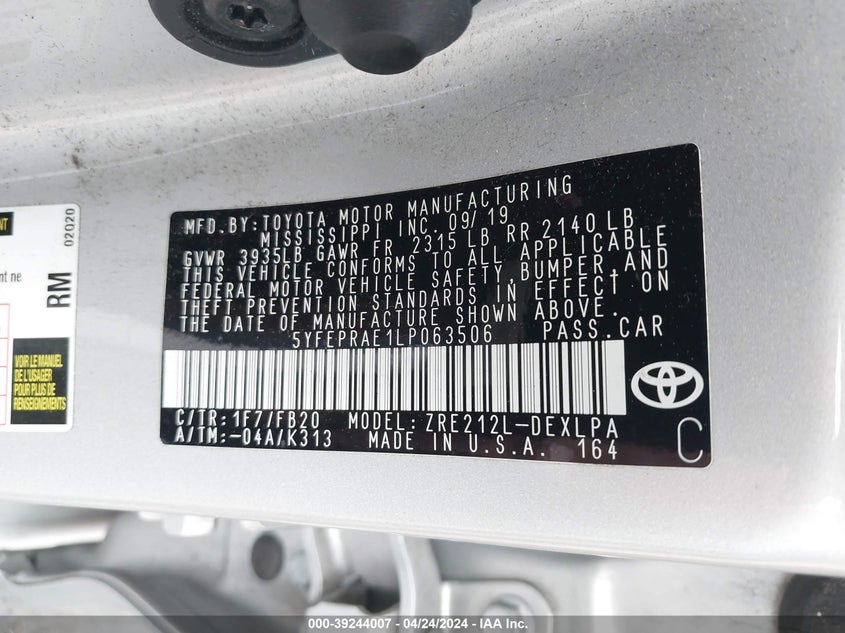 MFD.BY:TOYOTA MOTOR MANUFACTURING
MISSISSIPPI INC. 09/19
GVWR 3935LB GAWR FR 2315 LB RR 2140 LB
THIS VEHICLE CONFORMS TO ALL APPLICABLE
FEDERAL MOTOR VEHICLE SAFETY,BUMPER,AND
THEFT PREVENTION STANDARDS IN EFFECT ON
THE DATE OF MANUFACTURE SHOWN ABOVE.
5YFEPRAE1LP063506 PASS.CAR
C/TR:1F7/FB20 MODEL:ZRE212L-DEXLPA
A/TM:-04A/K313 MADE IN U.S.A. 164
C
02020
RM
VOIR LE MANUEL
DE L'USAGER
POUR PLUS DE
RENSEIGNEMENTS
000-39244007 - 04/24/2024 - IAA Inc.